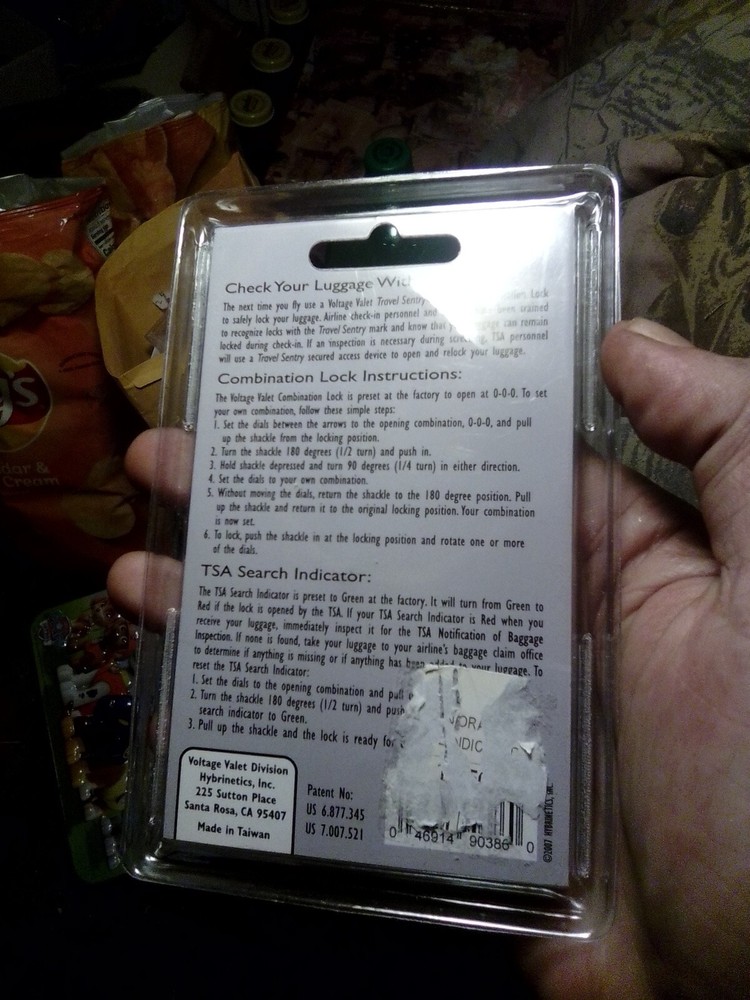 Check Your Luggage
The next time you fly use a Voltage Valet Travel Sentry Lock
to safely lock your luggage. Airline check-in personnel and been trained
to recognize locks with the Travel Sentry mark and know that can remain
locked during check-in. If an inspection is necessary during TSA personnel
will use a Travel Sentry secured access device to open and relock your luggage.
Combination Lock Instructions:
The Voltage Valet Combination Lock is preset at the factory to open at 0-0-0. To set
your own combination, follow these simple steps:
1. Set the dials between the arrows to the opening combination, 0-0-0, and pull
up the shackle from the locking position.
2. Turn the shackle 180 degrees (1/2 turn) and push in.
3. Hold shackle depressed and turn 90 degrees (1/4 turn) in either direction.
4. Set the dials to your own combination.
5. Without moving the dials, return the shackle to the 180 degree position. Pull
up the shackle and return it to the original locking position. Your combination
is now set.
6. To lock, push the shackle in at the locking position and rotate one or more
of the dials.
TSA Search Indicator:
The TSA Search Indicator is preset to Green at the factory. It will turn from Green to
Red if the lock is opened by the TSA. If your TSA Search Indicator is Red when you
receive your luggage, immediately inspect it for the TSA Notification of Baggage
Inspection. If none is found, take your luggage to your airline's baggage claim office
to determine if anything is missing or if anything has been added to your luggage. To
reset the TSA Search Indicator:
1. Set the dials to the opening combination and pull
2. Turn the shackle 180 degrees (1/2 turn) and push
search indicator to Green.
3. Pull up the shackle and the lock is ready for
Voltage Valet Division
Hybrinetics, Inc.
225 Sutton Place
Santa Rosa, CA 95407
Made in Taiwan
Patent No:
US 6.877.345
US 7.007.521
0 46914 90386 0
©2007 HYBRINETICS, INC.
dar &
Cream